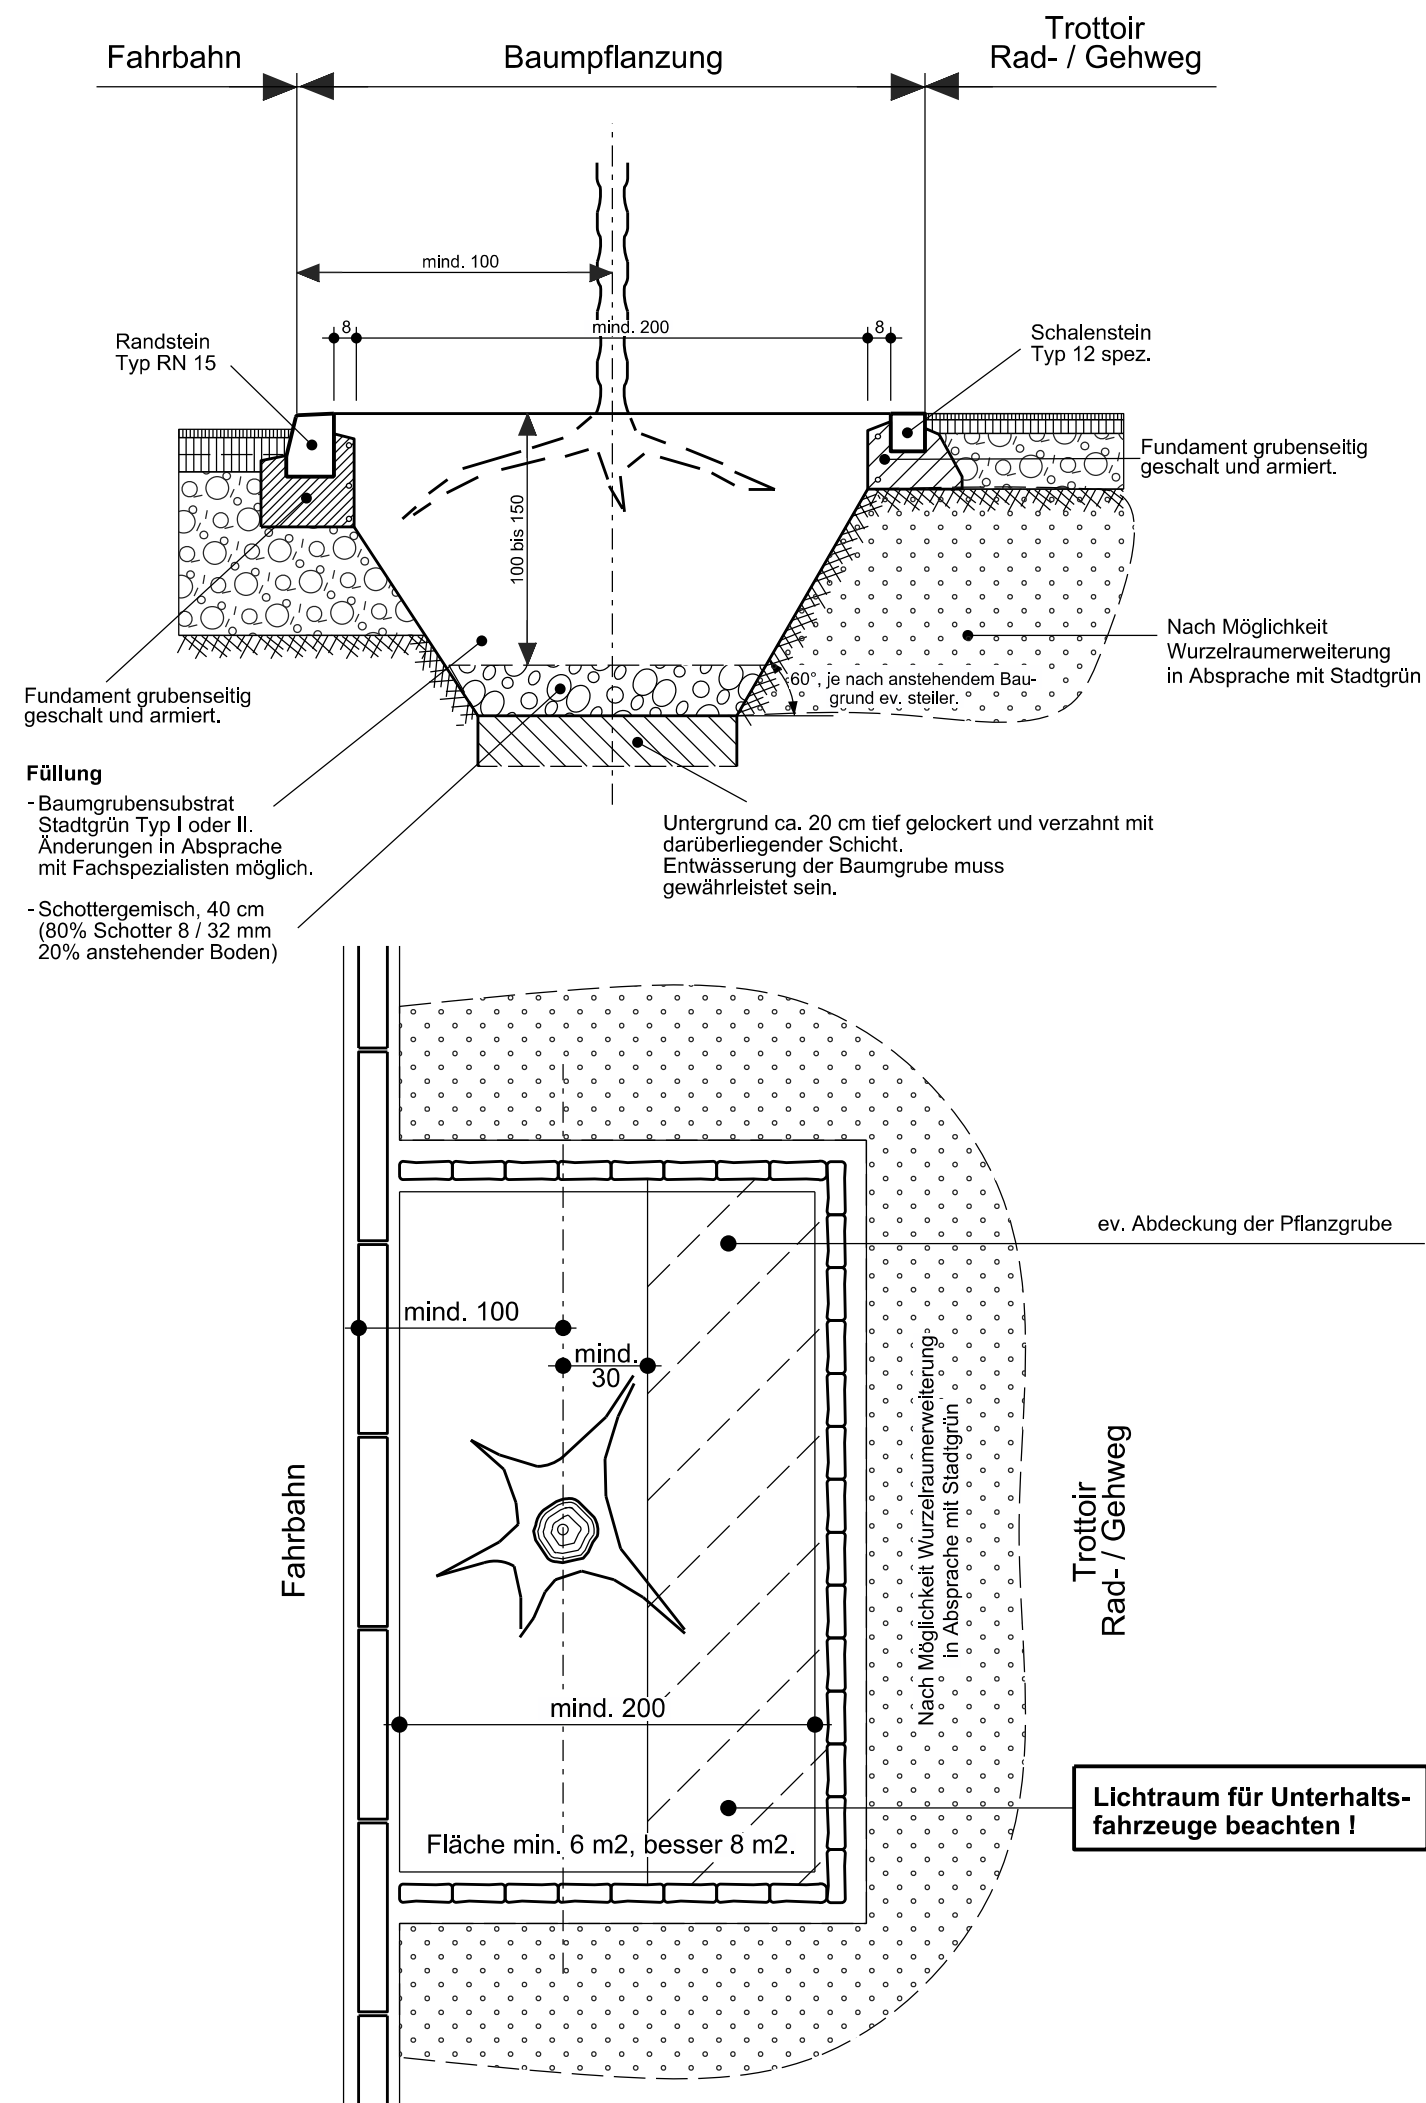 Fahrbahn
Baumpflanzung
Trottoir
Rad- / Gehweg
mind. 100
8
mind. 200
8
Randstein
Typ RN 15
Schalenstein
Typ 12 spez.
Fundament grubenseitig
geschalt und armiert.
100 bis 150
Nach Möglichkeit
Wurzelraumerweiterung
in Absprache mit Stadtgrün
60°, je nach anstehendem Bau-
grund ev. steiler.
Fundament grubenseitig
geschalt und armiert.
Füllung
- Baumgrubensubstrat
Stadtgrün Typ I oder II.
Änderungen in Absprache
mit Fachspezialisten möglich.
- Schottergemisch, 40 cm
(80% Schotter 8 / 32 mm
20% anstehender Boden)
Untergrund ca. 20 cm tief gelockert und verzahnt mit
darüberliegender Schicht.
Entwässerung der Baumgrube muss
gewährleistet sein.
ev. Abdeckung der Pflanzgrube
mind. 100
mind.
30
Fahrbahn
Nach Möglichkeit Wurzelraumerweiterung
in Absprache mit Stadtgrün
Trottoir
Rad- / Gehweg
mind. 200
Lichtraum für Unterhalts-
fahrzeuge beachten !
Fläche min. 6 m2, besser 8 m2.